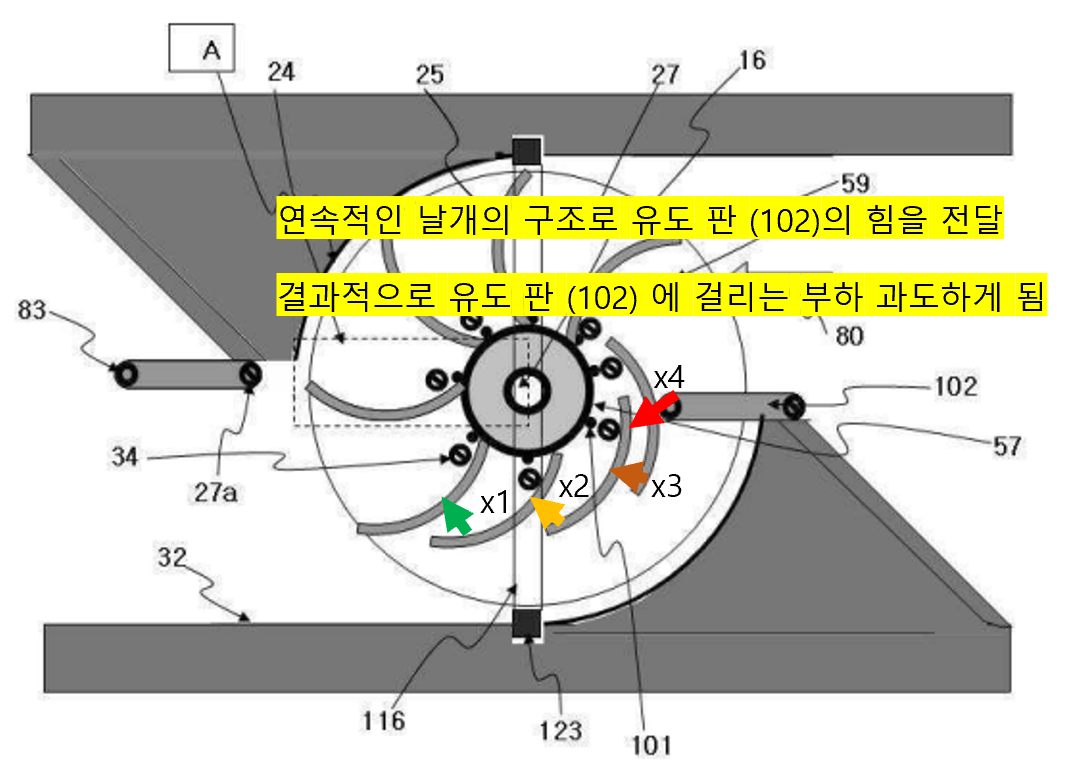 A
24
25
27
16
59
연속적인 날개의 구조로 유도 판 (102)의 힘을 전달
결과적으로 유도 판 (102) 에 걸리는 부하 과도하게 됨
83
80
x4
102
34
57
27a
x1
x2
x3
32
116
123
101